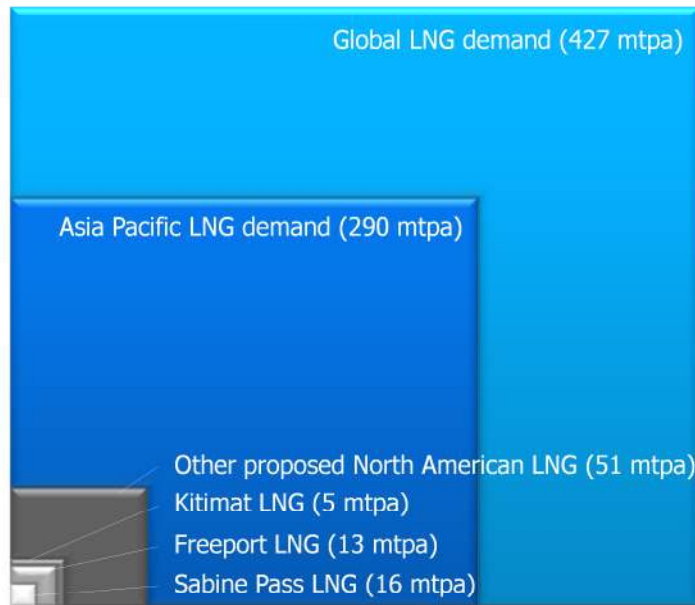 Global LNG demand (427 mtpa)
Asia Pacific LNG demand (290 mtpa)
Other proposed North American LNG (51 mtpa)
Kitimat LNG (5 mtpa)
Freeport LNG (13 mtpa)
Sabine Pass LNG (16 mtpa)